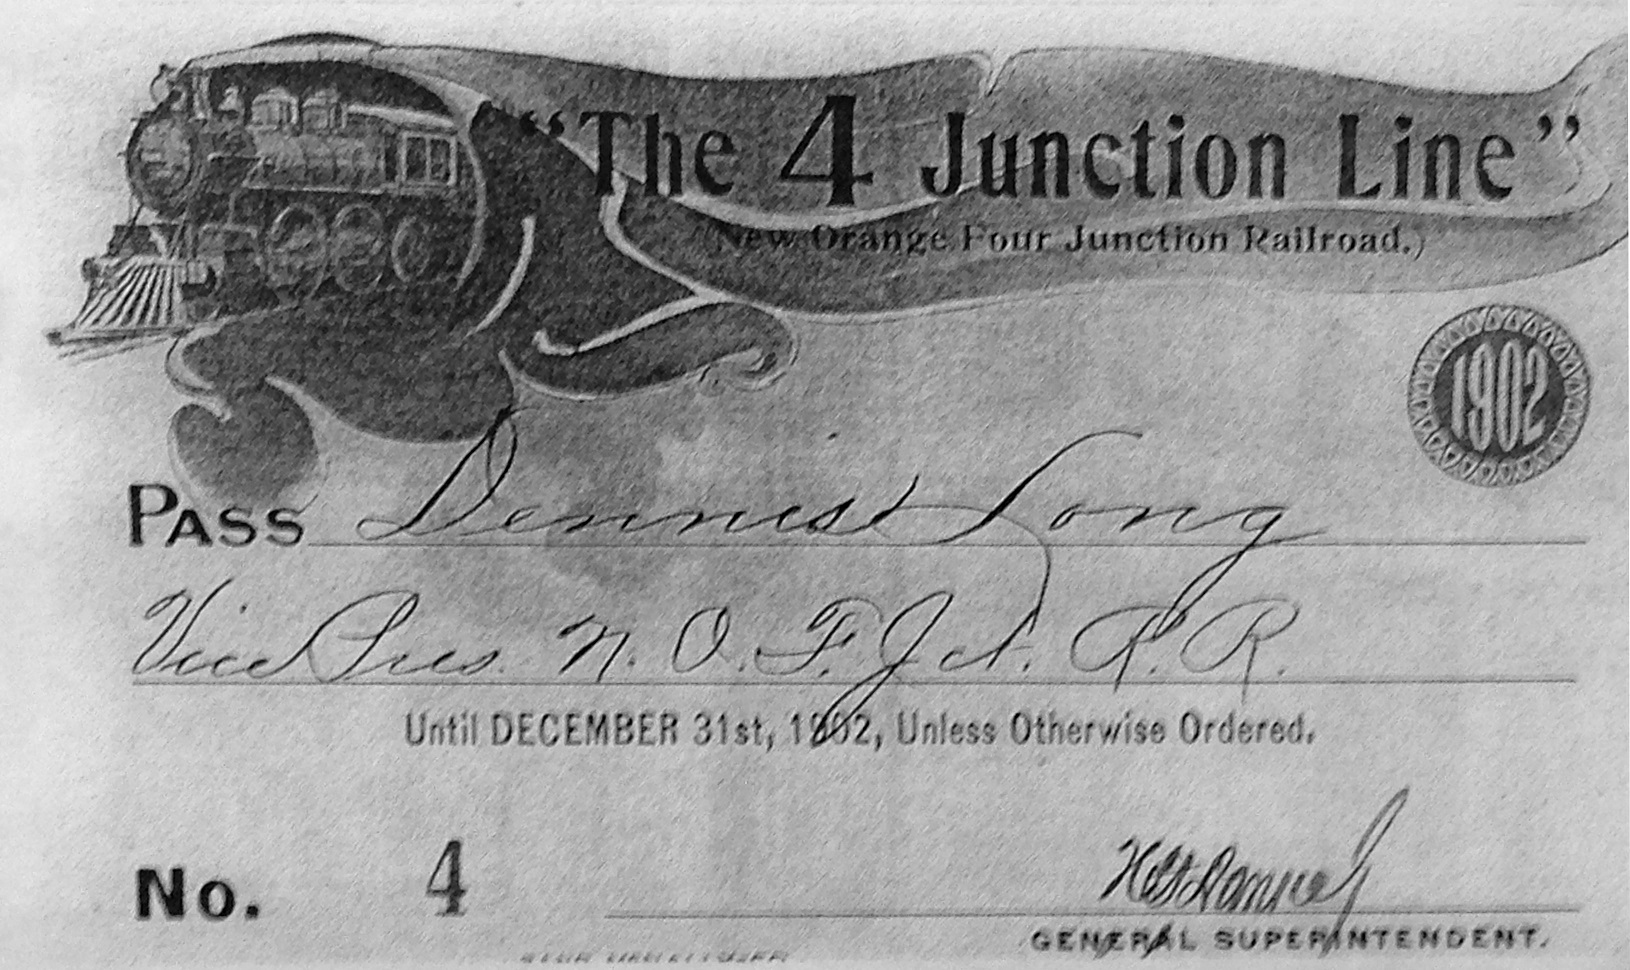 “The 4 Junction Line”
(New Orange Four Junction Railroad.)
1902
PASS Dennis Long
Vice Pres. N. O. F. Jct. R. R.
Until DECEMBER 31st, 1902, Unless Otherwise Ordered.
No. 4
GENERAL SUPERINTENDENT.